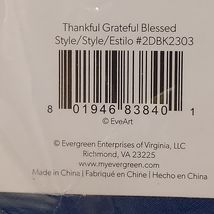 Thankful Grateful Blessed
Style/Style/Estilo #2DBK2303
8 01946 83840 1
© EveArt
© Evergreen Enterprises of Virginia, LLC
Richmond, VA 23225
www.myevergreen.com
Made in China | Fabriqué en Chine | Hecho en China